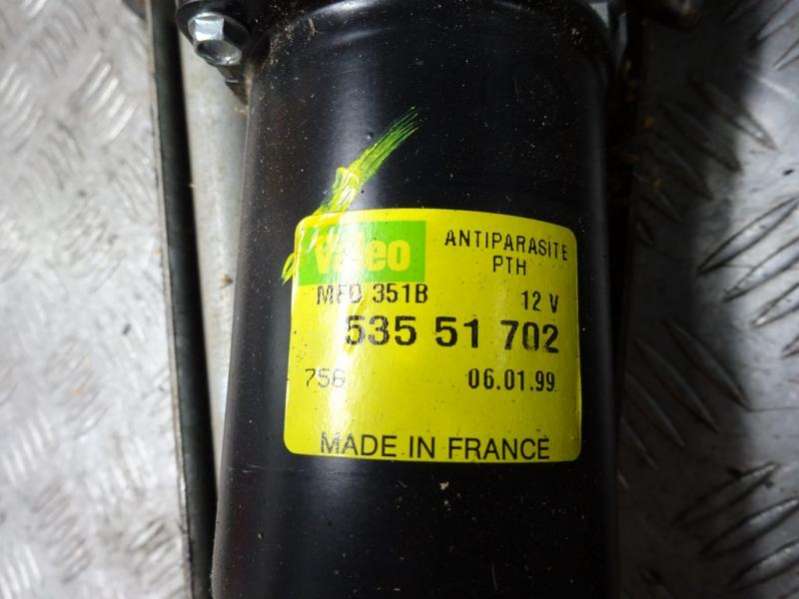 Valeo
ANTIPARASITE
PTH
MFD 351B 12 V
535 51 702
756 06.01.99
MADE IN FRANCE